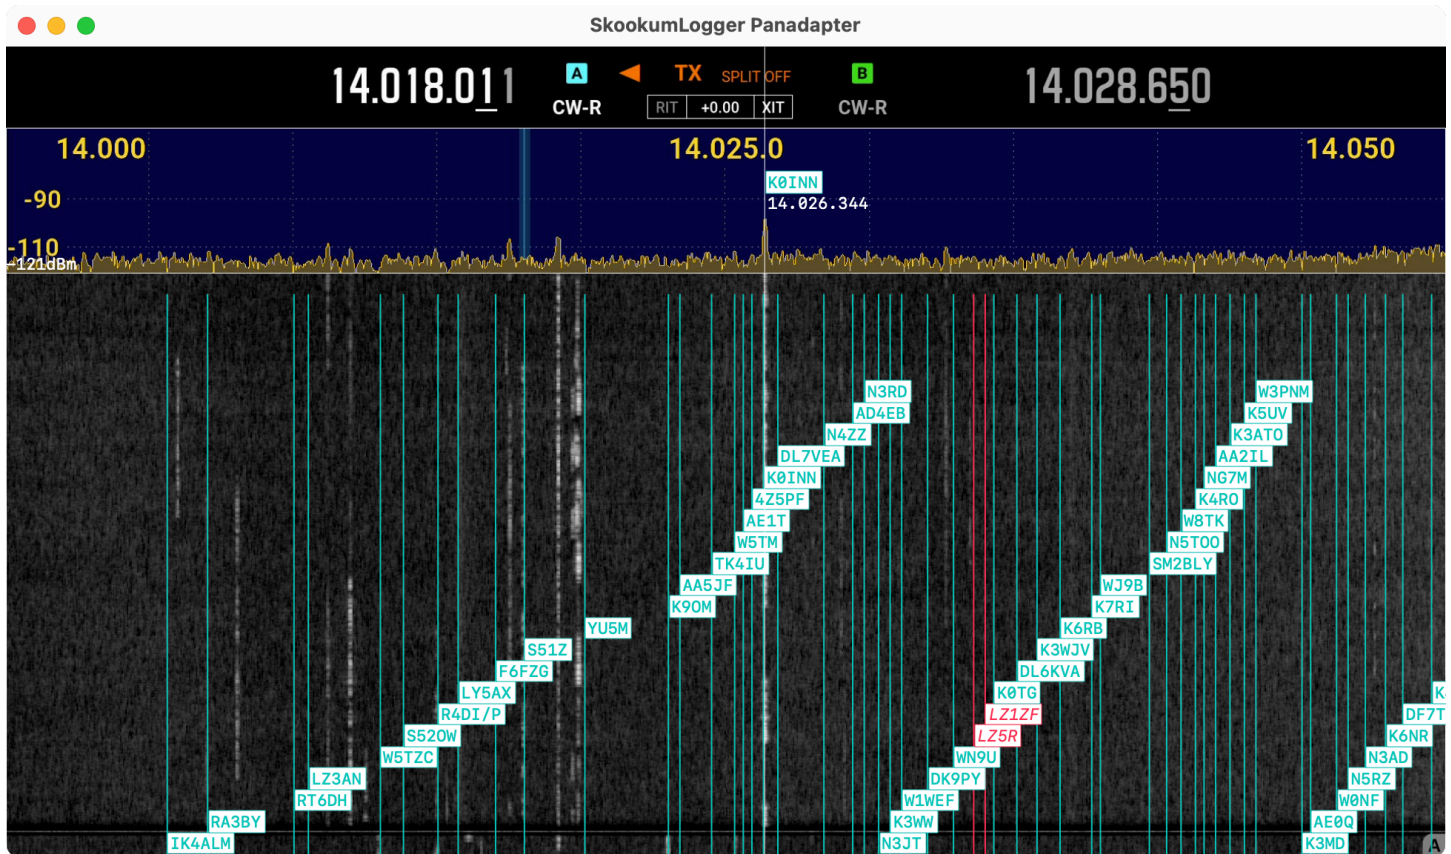 SkookumLogger Panadapter
14.018.011
A
TX
SPLIT OFF
B
14.028.650
CW-R
RIT
+0.00
XIT
CW-R
14.000
14.025.0
14.050
K0INN
14.026.344
-90
-110
-121dBm
N3RD
W3PNM
AD4EB
K5UV
N4ZZ
K3ATO
DL7VEA
AA2IL
K0INN
NG7M
4Z5PF
K4RO
AE1T
W8TK
W5TM
N5TOO
TK4IU
SM2BLY
AA5JF
WJ9B
K9OM
K7RI
YU5M
K6RB
S51Z
K3WJV
F6FZG
DL6KVA
LY5AX
K0TG
R4DI/P
LZ1ZF
DF7T
S52OW
LZ5R
K6NR
W5TZC
WN9U
N3AD
LZ3AN
DK9PY
N5RZ
RT6DH
W1WEF
W0NF
RA3BY
K3WW
AE0Q
IK4ALM
N3JT
K3MD
A